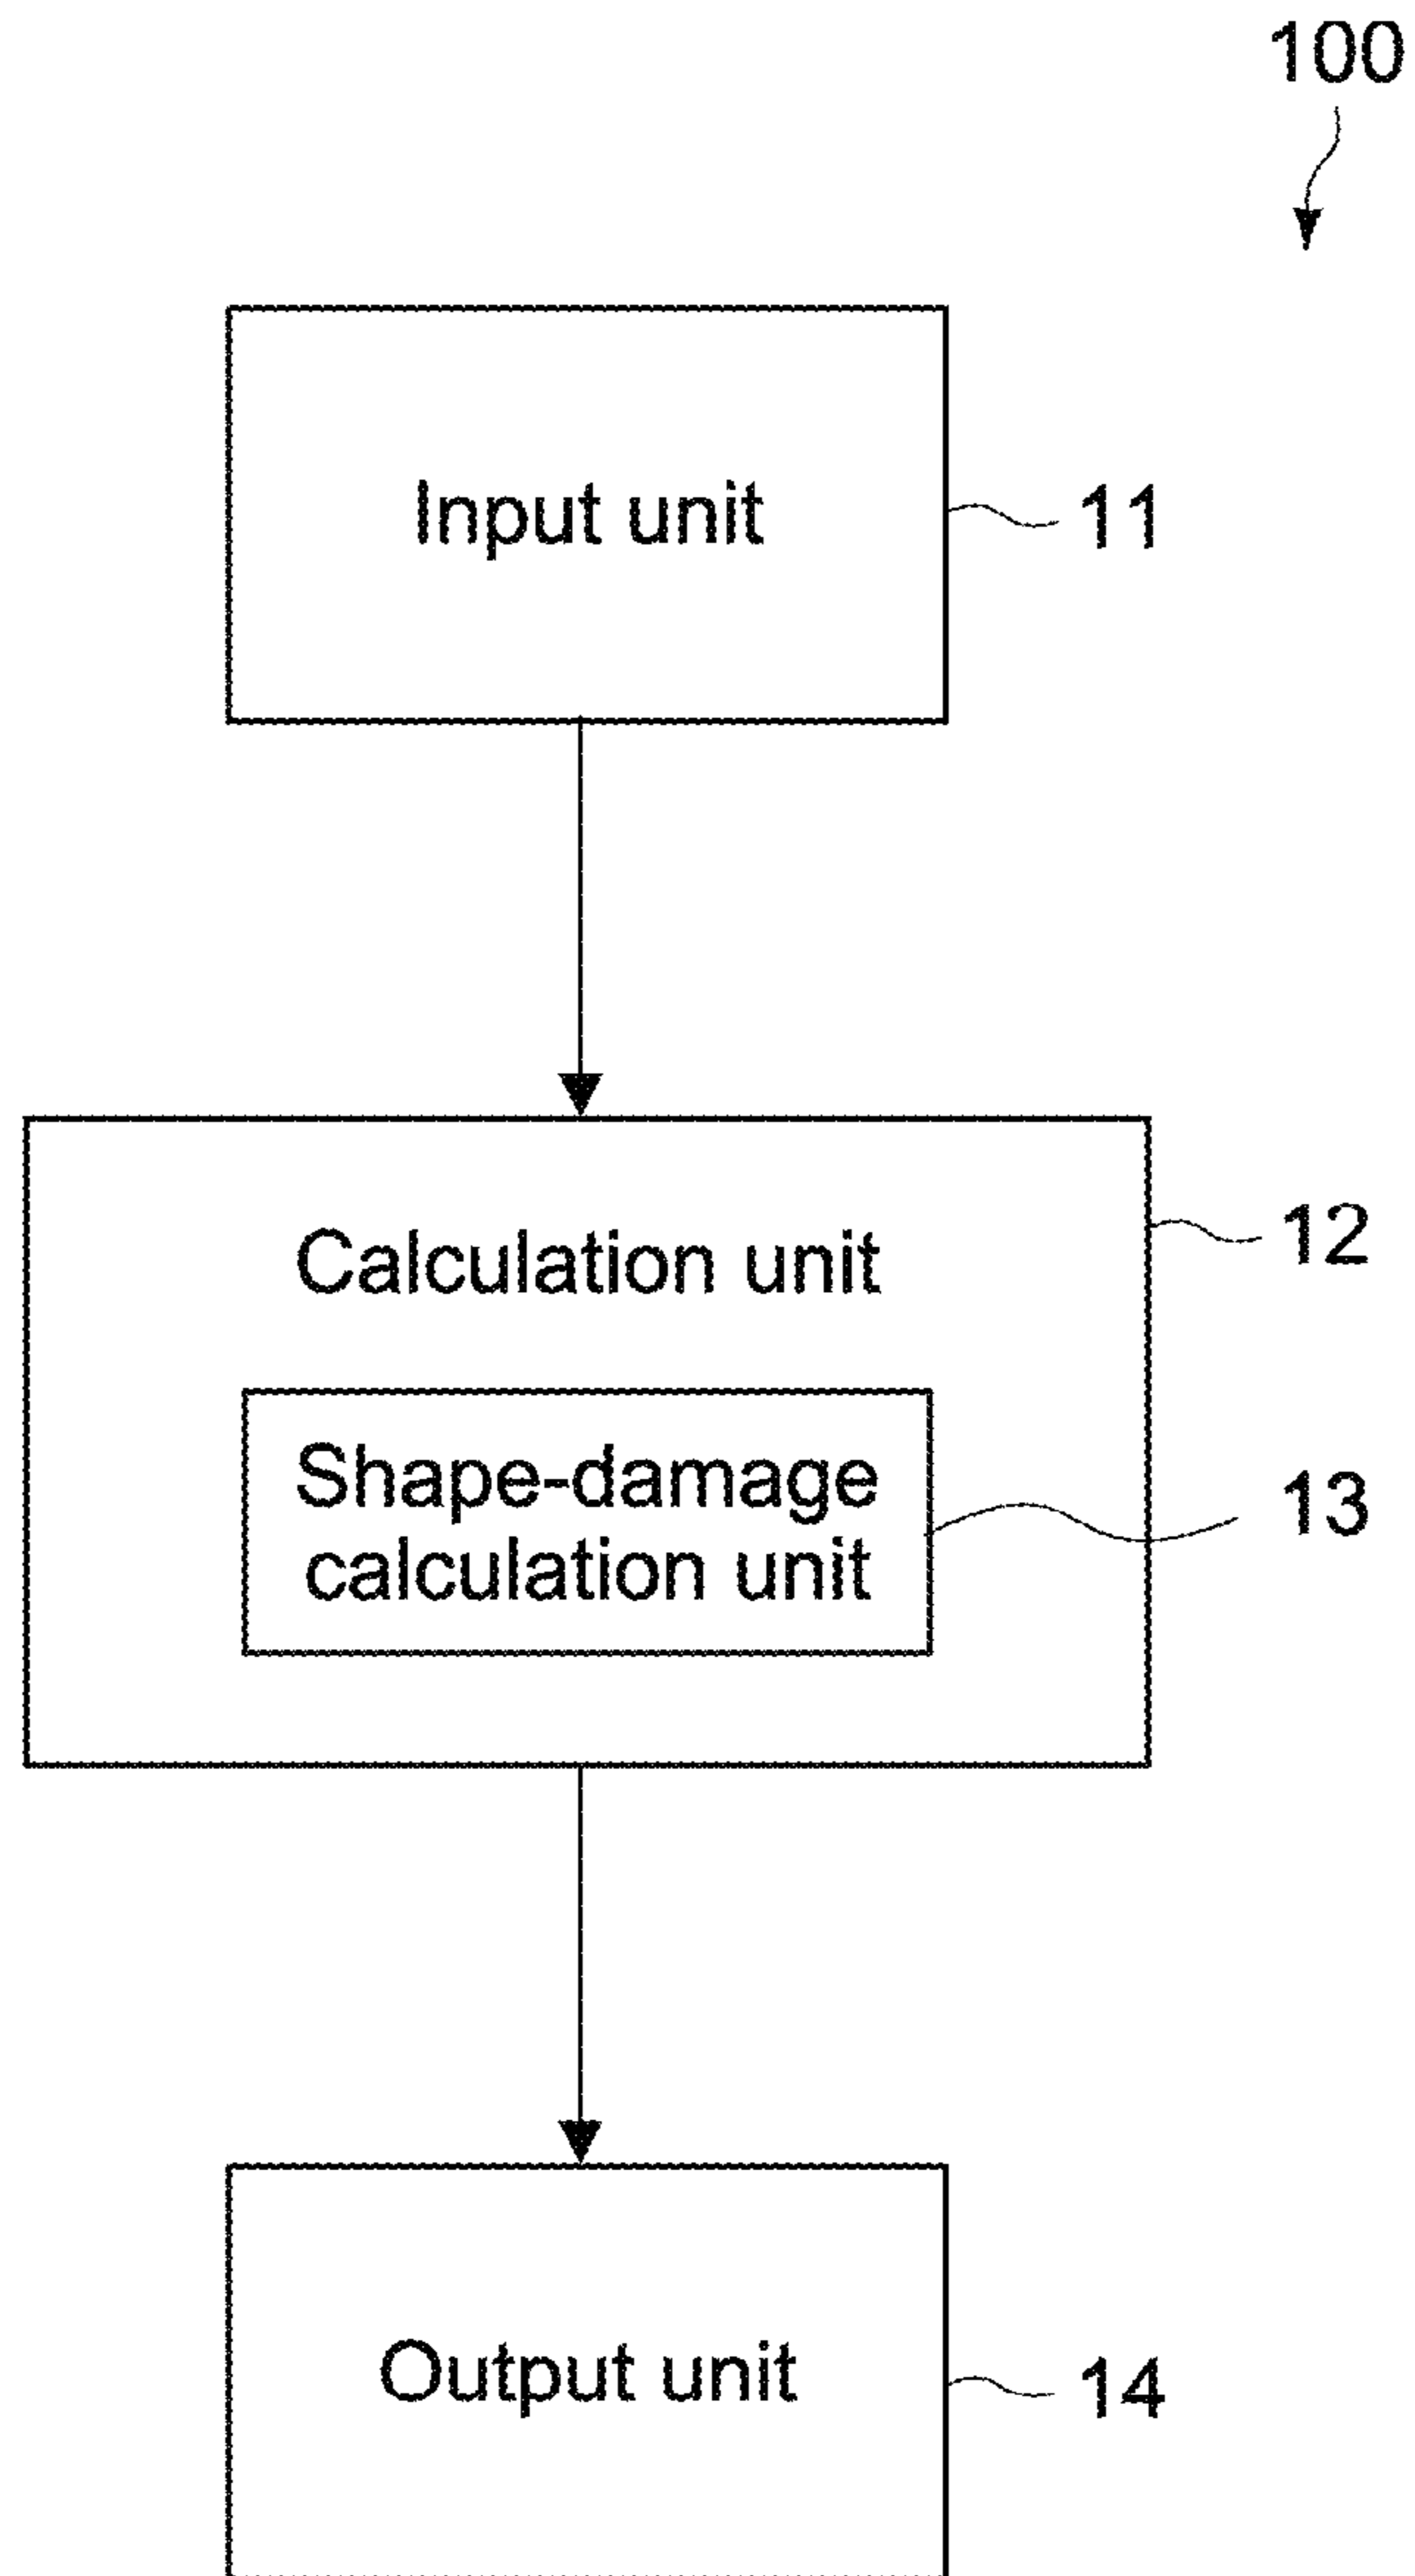 100
Input unit
11
Calculation unit
12
Shape-damage
calculation unit
13
Output unit
14